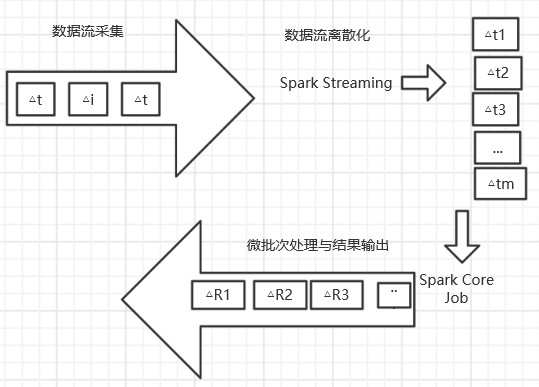 数据流采集
△t
△i
△t
数据流离散化
Spark Streaming
△t1
△t2
△t3
...
△tm
Spark Core
Job
微批次处理与结果输出
△R1
△R2
△R3
..